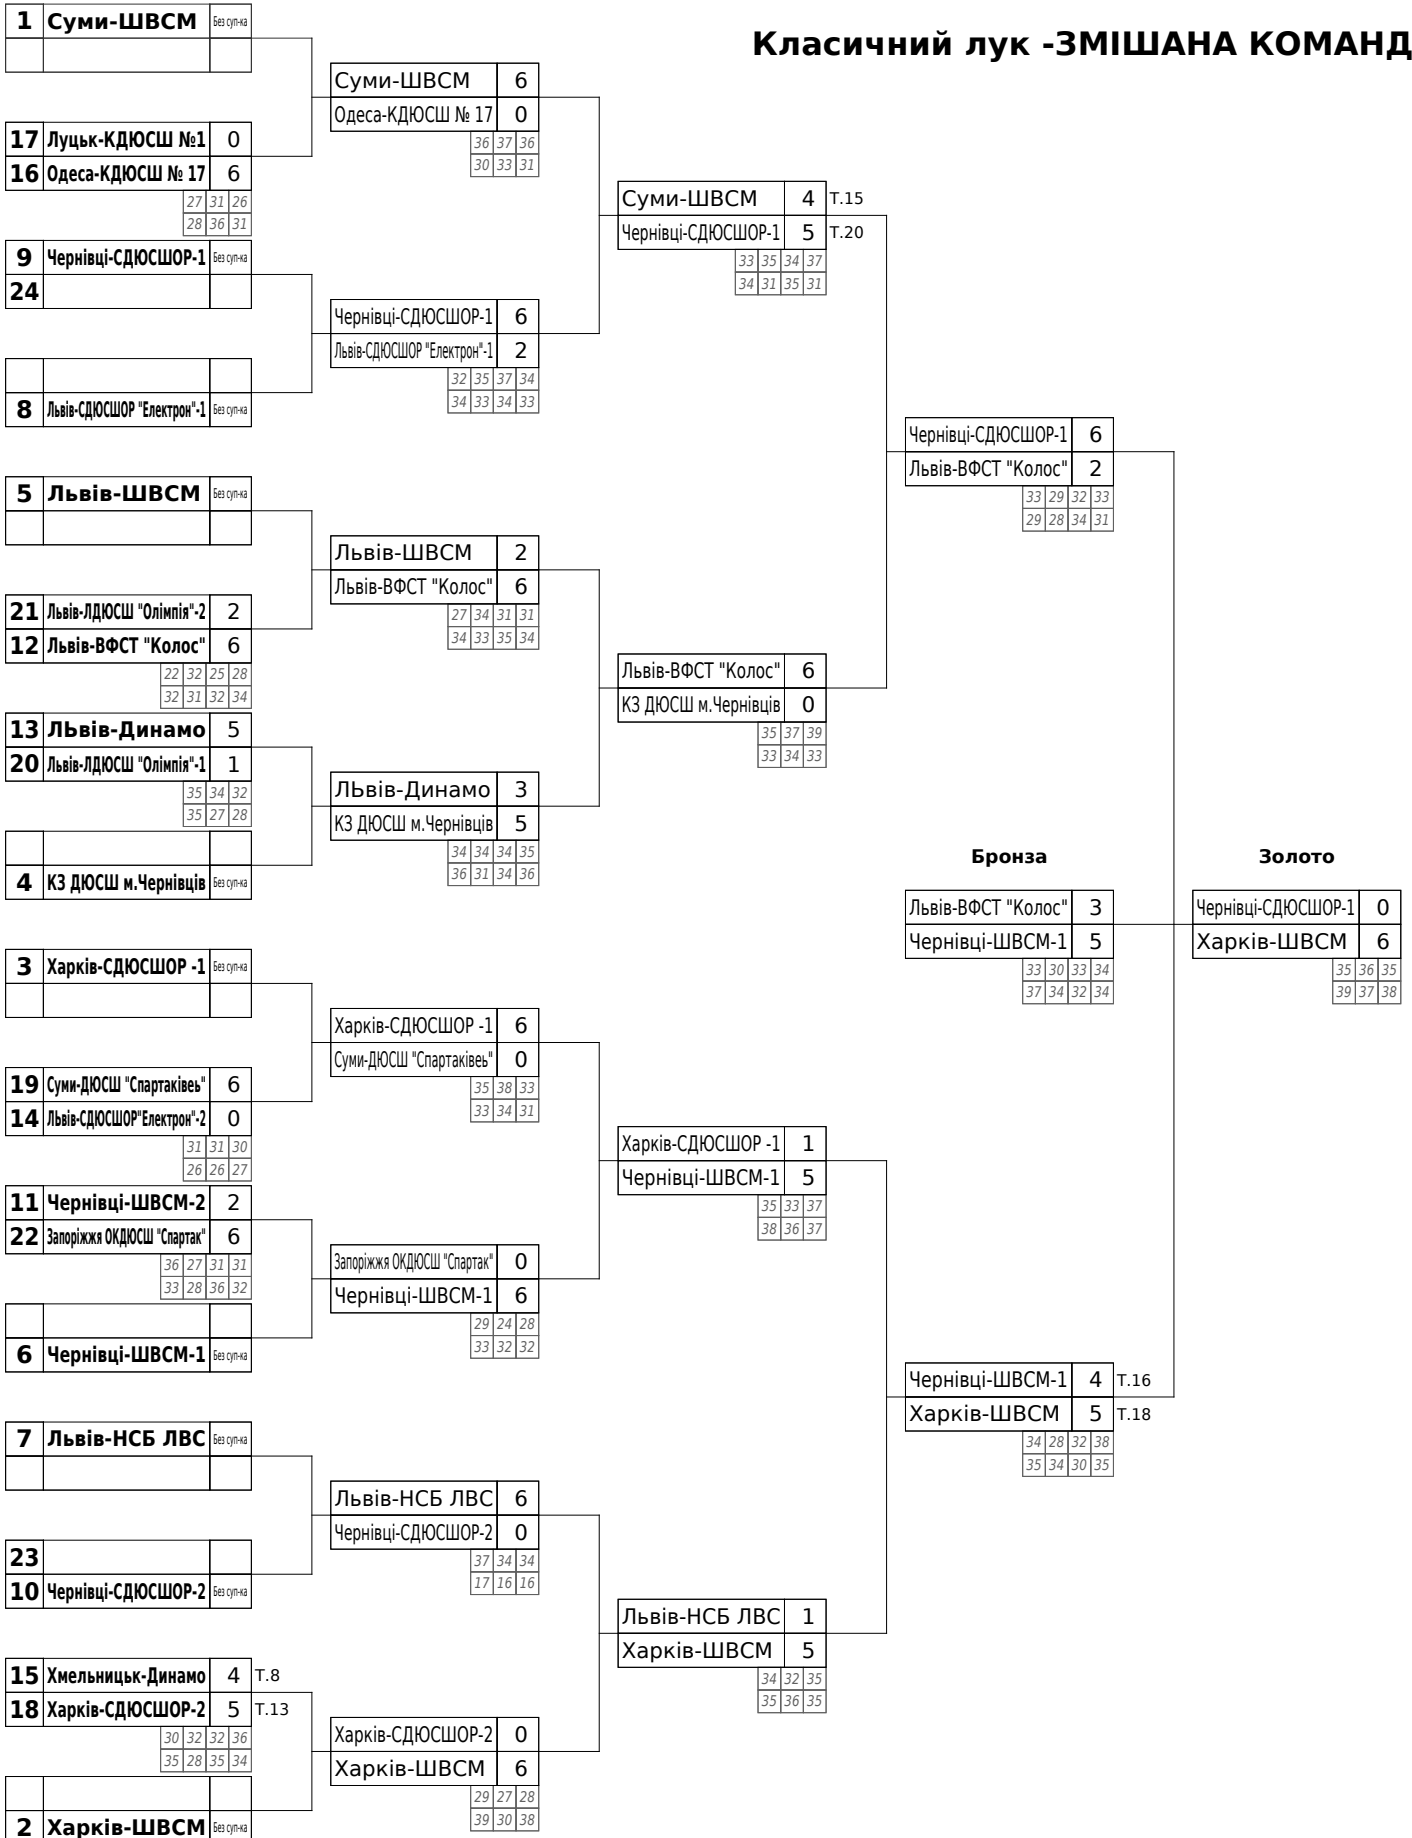 Класичний лук -ЗМІШАНА КОМАНД
1 Суми-ШВСМ Без суп-ка
17 Луцьк-КДЮСШ №1 0
16 Одеса-КДЮСШ № 17 6
27 31 26
28 36 31
9 Чернівці-СДЮСШОР-1 Без суп-ка
24
8 Львів-СДЮСШОР "Електрон"-1 Без суп-ка
5 Львів-ШВСМ Без суп-ка
21 Львів-ЛДЮСШ "Олімпія"-2 2
12 Львів-ВФСТ "Колос" 6
22 32 25 28
32 31 32 34
13 ЛЬвів-Динамо 5
20 Львів-ЛДЮСШ "Олімпія"-1 1
35 34 32
35 27 28
4 КЗ ДЮСШ м.Чернівців Без суп-ка
3 Харків-СДЮСШОР -1 Без суп-ка
19 Суми-ДЮСШ "Спартаківеь" 6
14 ЛЬвів-СДЮСШОР"Електрон"-2 0
31 31 30
26 26 27
11 Чернівці-ШВСМ-2 2
22 Запоріжжя ОКДЮСШ "Спартак" 6
36 27 31 31
33 28 36 32
6 Чернівці-ШВСМ-1 Без суп-ка
7 Львів-НСБ ЛВС Без суп-ка
23
10 Чернівці-СДЮСШОР-2 Без суп-ка
15 Хмельницьк-Динамо 4 Т.8
18 Харків-СДЮСШОР-2 5 Т.13
30 32 32 36
35 28 35 34
2 Харків-ШВСМ Без суп-ка
Суми-ШВСМ 6
Одеса-КДЮСШ № 17 0
36 37 36
30 33 31
Чернівці-СДЮСШОР-1 6
Львів-СДЮСШОР "Електрон"-1 2
32 35 37 34
34 33 34 33
Львів-ШВСМ 2
Львів-ВФСТ "Колос" 6
27 34 31 31
34 33 35 34
ЛЬвів-Динамо 3
КЗ ДЮСШ м.Чернівців 5
34 34 34 35
36 31 34 36
Харків-СДЮСШОР -1 6
Суми-ДЮСШ "Спартаківеь" 0
35 38 33
33 34 31
Запоріжжя ОКДЮСШ "Спартак" 0
Чернівці-ШВСМ-1 6
29 24 28
33 32 32
Львів-НСБ ЛВС 6
Чернівці-СДЮСШОР-2 0
37 34 34
17 16 16
Харків-СДЮСШОР-2 0
Харків-ШВСМ 6
29 27 28
39 30 38
Суми-ШВСМ 4 Т.15
Чернівці-СДЮСШОР-1 5 Т.20
33 35 34 37
34 31 35 31
Львів-ВФСТ "Колос" 6
КЗ ДЮСШ м.Чернівців 0
35 37 39
33 34 33
Харків-СДЮСШОР -1 1
Чернівці-ШВСМ-1 5
35 33 37
38 36 37
Львів-НСБ ЛВС 1
Харків-ШВСМ 5
34 32 35
35 36 35
Чернівці-СДЮСШОР-1 6
Львів-ВФСТ "Колос" 2
33 29 32 33
29 28 34 31
Бронза
Львів-ВФСТ "Колос" 3
Чернівці-ШВСМ-1 5
33 30 33 34
37 34 32 34
Чернівці-ШВСМ-1 4 Т.16
Харків-ШВСМ 5 Т.18
34 28 32 38
35 34 30 35
Золото
Чернівці-СДЮСШОР-1 0
Харків-ШВСМ 6
35 36 35
39 37 38